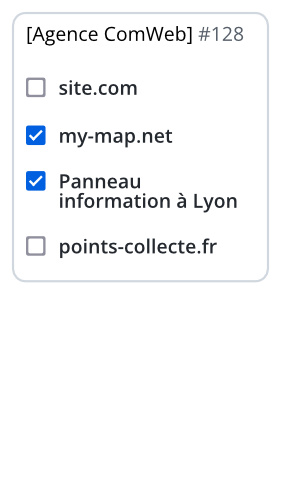 [Agence ComWeb] #128
site.com
my-map.net
Panneau
information à Lyon
points-collecte.fr